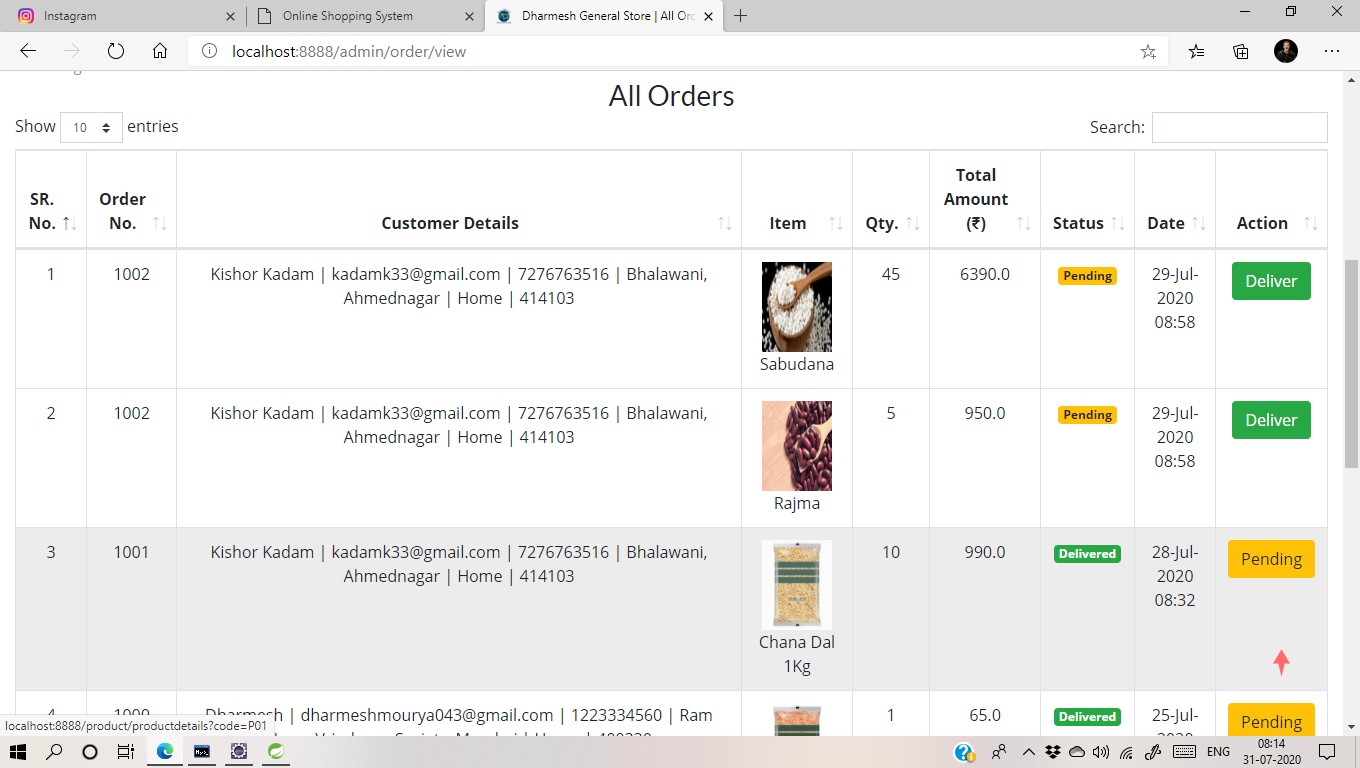 Instagram
Online Shopping System
Dharmesh General Store | All Orc
localhost:8888/admin/order/view
All Orders
Show 10 entries
Search:
SR. No.
Order No.
Customer Details
Item
Qty.
Total Amount (₹)
Status
Date
Action
1
1002
Kishor Kadam | kadamk33@gmail.com | 7276763516 | Bhalawani,
Ahmednagar | Home | 414103
Sabudana
45
6390.0
Pending
29-Jul-
2020
08:58
Deliver
2
1002
Kishor Kadam | kadamk33@gmail.com | 7276763516 | Bhalawani,
Ahmednagar | Home | 414103
Rajma
5
950.0
Pending
29-Jul-
2020
08:58
Deliver
3
1001
Kishor Kadam | kadamk33@gmail.com | 7276763516 | Bhalawani,
Ahmednagar | Home | 414103
Chana Dal
1Kg
10
990.0
Delivered
28-Jul-
2020
08:32
Pending
4
1000
Dharmesh | dharmeshmourya043@gmail.com | 1223334560 | Ram
1
65.0
Delivered
25-Jul-
2020
Pending
localhost:8888/product/productdetails?code=P01
ENG
08:14
31-07-2020